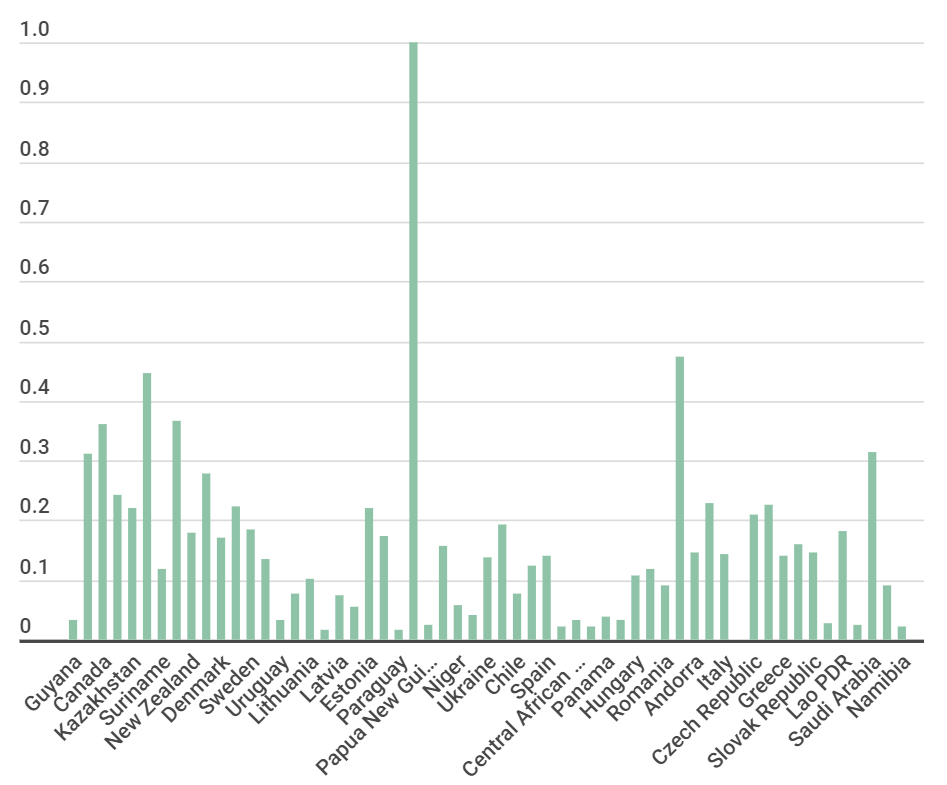 1.0
0.9
0.8
0.7
0.6
0.5
0.4
0.3
0.2
0.1
0
Guyana
Canada
Kazakhstan
Suriname
New Zealand
Denmark
Sweden
Uruguay
Lithuania
Latvia
Estonia
Paraguay
Papua New Gui...
Niger
Ukraine
Chile
Spain
Central African ...
Panama
Hungary
Romania
Andorra
Italy
Czech Republic
Greece
Slovak Republic
Lao PDR
Saudi Arabia
Namibia